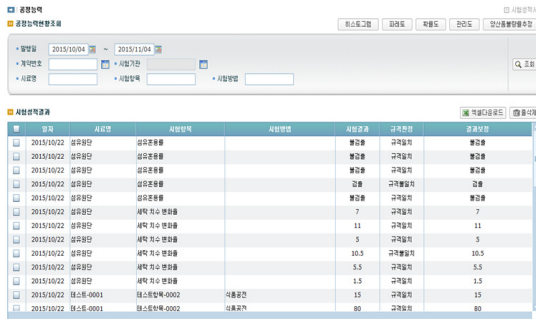 공정능력
시험성적서
공정능력현황조회
히스토그램 파레토 확률도 관리도 양산품불량률추정
발생일 2015/10/04 ~ 2015/11/04
계약번호 시험기관 조회
시료명 시험항목 시험방법
시험성적결과 엑셀다운로드 출삭제
일자 시료명 시험항목 시험방법 시험결과 규격판정 결과보정
2015/10/22 섬유원단 섬유혼용률 불검출 규격일치 불검출
2015/10/22 섬유원단 섬유혼용률 불검출 규격일치 불검출
2015/10/22 섬유원단 섬유혼용률 불검출 규격일치 불검출
2015/10/22 섬유원단 섬유혼용률 검출 규격불일치 검출
2015/10/22 섬유원단 섬유혼용률 불검출 규격일치 불검출
2015/10/22 섬유원단 세탁 치수 변화율 7 규격일치 7
2015/10/22 섬유원단 세탁 치수 변화율 11 규격일치 11
2015/10/22 섬유원단 세탁 치수 변화율 5 규격일치 5
2015/10/22 섬유원단 세탁 치수 변화율 10.5 규격불일치 10.5
2015/10/22 섬유원단 세탁 치수 변화율 5.5 규격일치 5.5
2015/10/22 섬유원단 세탁 치수 변화율 1.5 규격일치 1.5
2015/10/22 테스트-0001 테스트항목-0002 식품공전 15 규격일치 15
2015/10/22 테스트-0001 테스트항목-0002 식품공전 80 규격일치 80